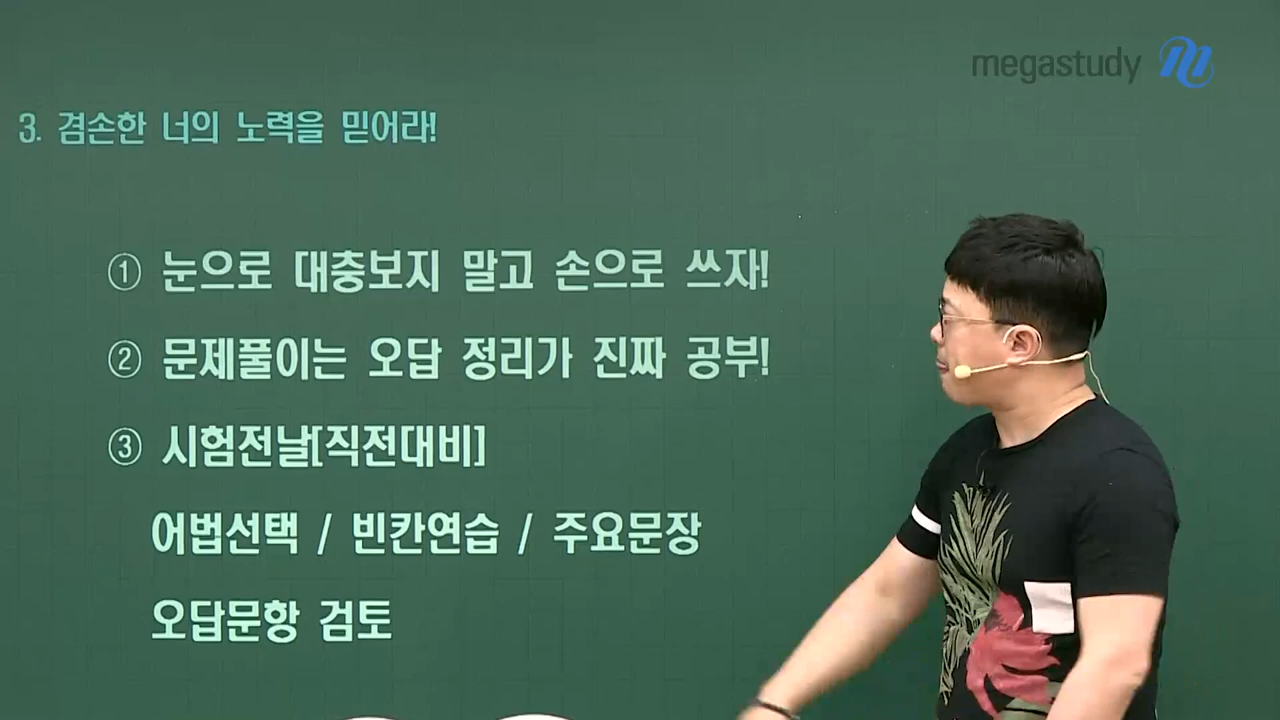 megastudy
3. 겸손한 너의 노력을 믿어라!
① 눈으로 대충보지 말고 손으로 쓰자!
② 문제풀이는 오답 정리가 진짜 공부!
③ 시험전날[직전대비]
어법선택 / 빈칸연습 / 주요문장
오답문항 검토